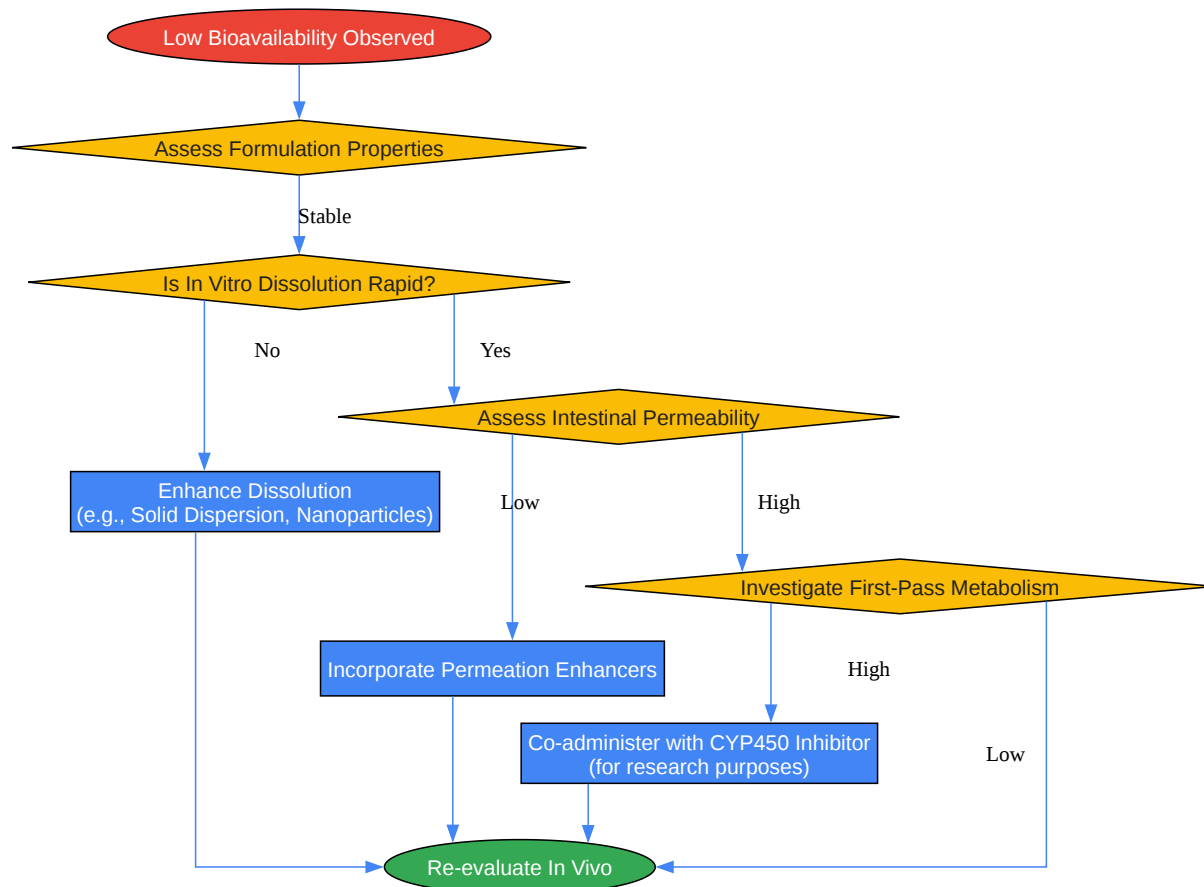 Low Bioavailability Observed
Assess Formulation Properties
Stable
Is In Vitro Dissolution Rapid?
No
Yes
Assess Intestinal Permeability
Enhance Dissolution
(e.g., Solid Dispersion, Nanoparticles)
Low
High
Investigate First-Pass Metabolism
Incorporate Permeation Enhancers
High
Co-administer with CYP450 Inhibitor
(for research purposes)
Low
Re-evaluate In Vivo